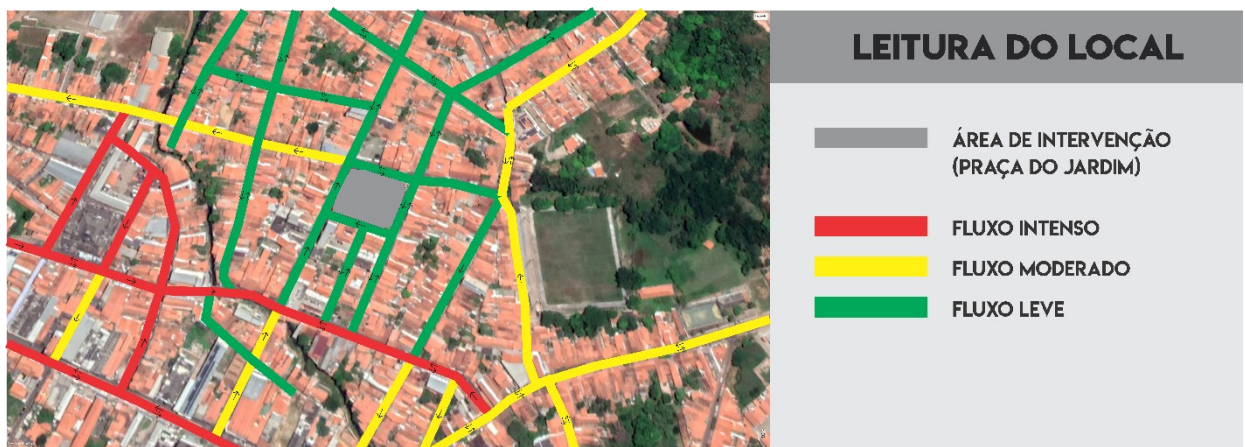 LEITURA DO LOCAL
ÁREA DE INTERVENÇÃO
(PRAÇA DO JARDIM)
FLUXO INTENSO
FLUXO MODERADO
FLUXO LEVE